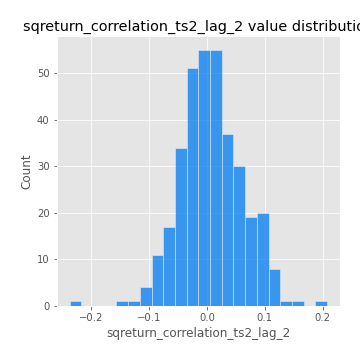 sqreturn_correlation_ts2_lag_2 value distributio
50
40
30
20
10
0
Count
−0.2 −0.1 0.0 0.1 0.2
sqreturn_correlation_ts2_lag_2